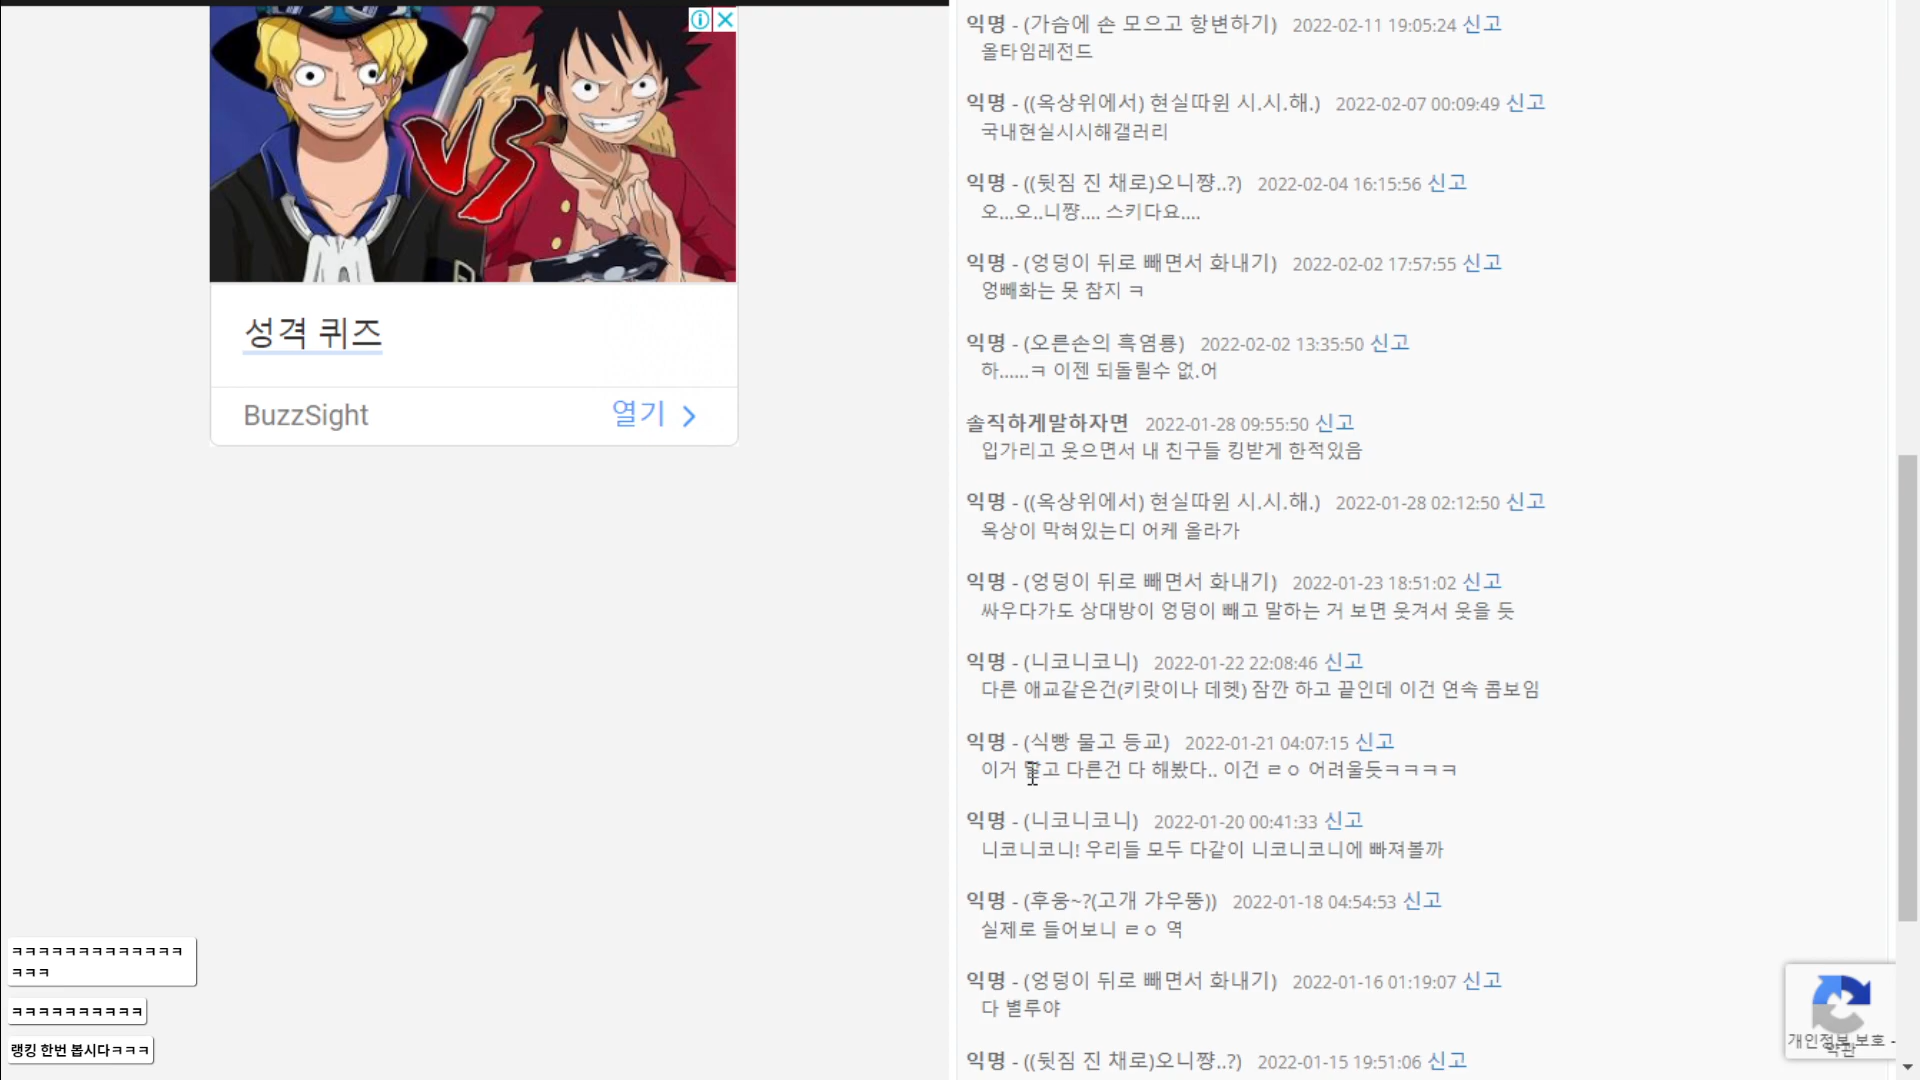 VS
성격 퀴즈
BuzzSight
열기
ㅋㅋㅋㅋㅋㅋㅋㅋㅋㅋㅋㅋㅋ
ㅋㅋㅋ
ㅋㅋㅋㅋㅋㅋㅋㅋㅋㅋ
랭킹 한번 봅시다ㅋㅋㅋ
익명 - (가슴에 손 모으고 항변하기) 2022-02-11 19:05:24 신고
올타임레전드
익명 - ((옥상위에서) 현실따윈 시.시.해.) 2022-02-07 00:09:49 신고
국내현실시시해갤러리
익명 - ((뒷짐 진 채로)오니쨩..?) 2022-02-04 16:15:56 신고
오...오..니쨩.... 스키다요....
익명 - (엉덩이 뒤로 빼면서 화내기) 2022-02-02 17:57:55 신고
엉빼화는 못 참지 ㅋ
익명 - (오른손의 흑염룡) 2022-02-02 13:35:50 신고
하......ㅋ 이젠 되돌릴수 없.어
솔직하게말하자면 2022-01-28 09:55:50 신고
입가리고 웃으면서 내 친구들 킹받게 한적있음
익명 - ((옥상위에서) 현실따윈 시.시.해.) 2022-01-28 02:12:50 신고
옥상이 막혀있는디 어케 올라가
익명 - (엉덩이 뒤로 빼면서 화내기) 2022-01-23 18:51:02 신고
싸우다가도 상대방이 엉덩이 빼고 말하는 거 보면 웃겨서 웃을 듯
익명 - (니코니코니) 2022-01-22 22:08:46 신고
다른 애교같은건(키랏이나 데헷) 잠깐 하고 끝인데 이건 연속 콤보임
익명 - (식빵 물고 등교) 2022-01-21 04:07:15 신고
이거 말고 다른건 다 해봤다.. 이건 ㄹㅇ 어려울듯ㅋㅋㅋㅋ
익명 - (니코니코니) 2022-01-20 00:41:33 신고
니코니코니! 우리들 모두 다같이 니코니코니에 빠져볼까
익명 - (후웅~?(고개 갸우뚱)) 2022-01-18 04:54:53 신고
실제로 들어보니 ㄹㅇ 역
익명 - (엉덩이 뒤로 빼면서 화내기) 2022-01-16 01:19:07 신고
다 별루야
익명 - ((뒷짐 진 채로)오니쨩..?) 2022-01-15 19:51:06 신고
개인정보 보호 -
약관